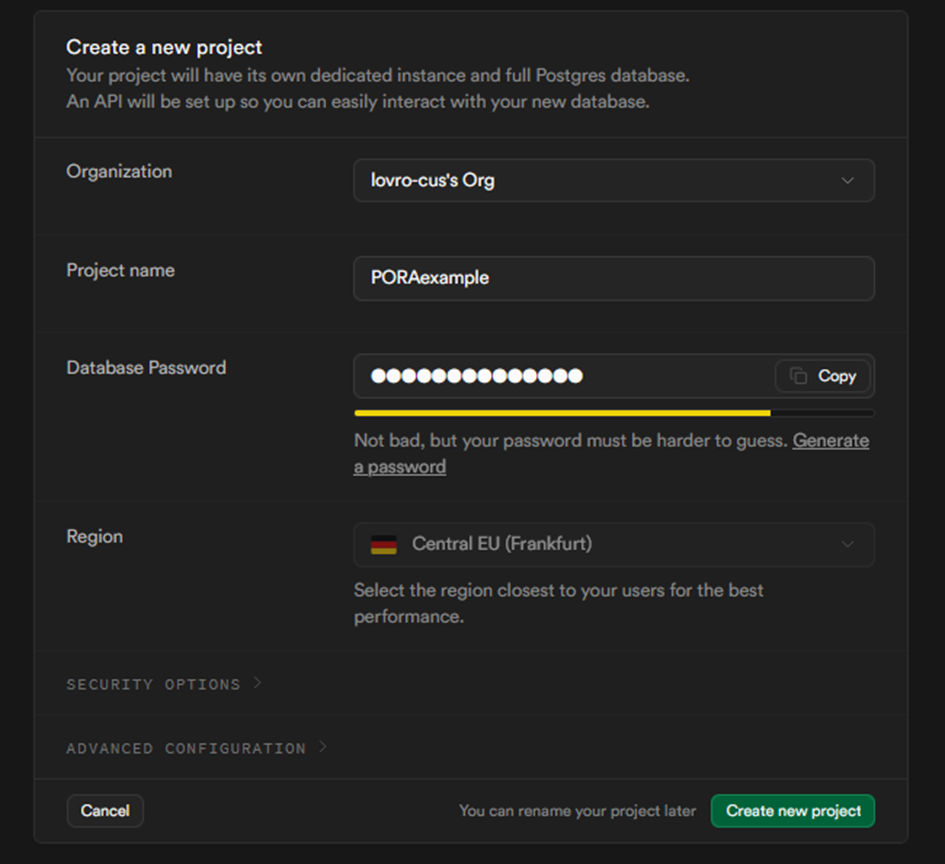 Create a new project
Your project will have its own dedicated instance and full Postgres database.
An API will be set up so you can easily interact with your new database.
Organization
lovro-cus's Org
Project name
PORAexample
Database Password
●●●●●●●●●●●●●●
Copy
Not bad, but your password must be harder to guess. Generate
a password
Region
Central EU (Frankfurt)
Select the region closest to your users for the best
performance.
SECURITY OPTIONS >
ADVANCED CONFIGURATION >
Cancel
You can rename your project later
Create new project